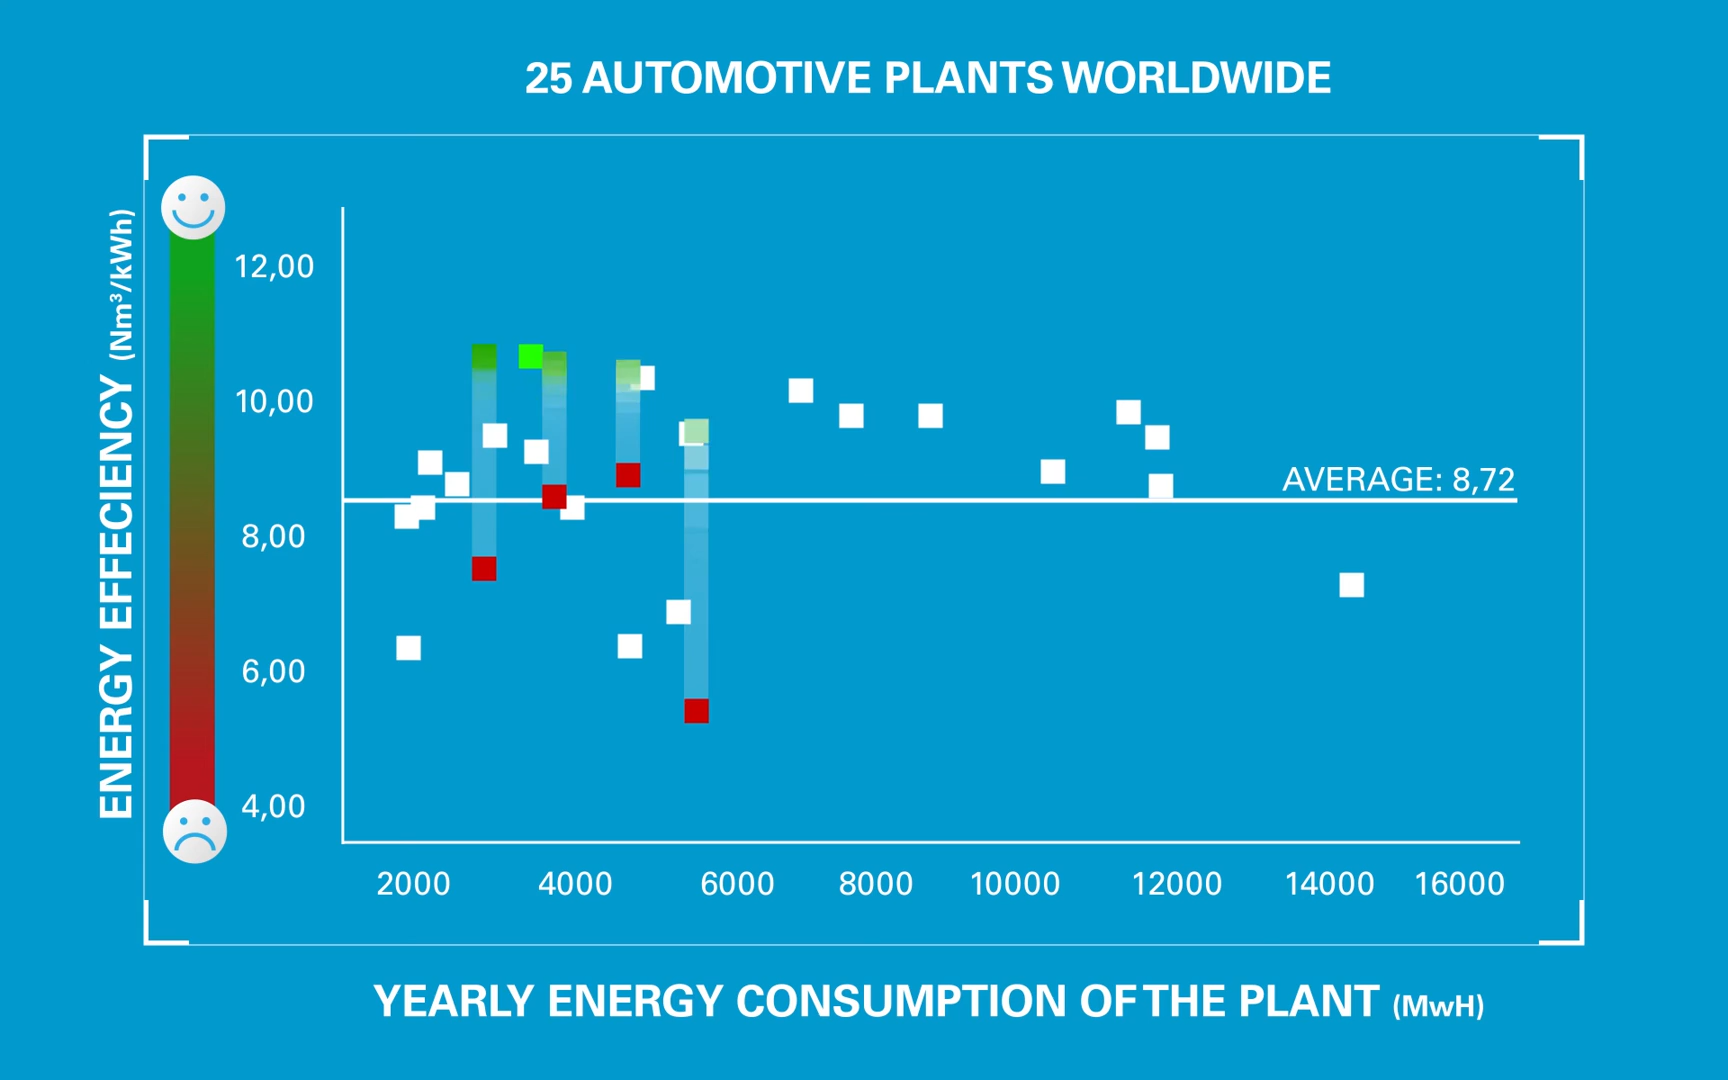 25 AUTOMOTIVE PLANTS WORLDWIDE
ENERGY EFFECIENCY (Nm³/kWh)
12,00
10,00
8,00
6,00
4,00
AVERAGE: 8,72
2000 4000 6000 8000 10000 12000 14000 16000
YEARLY ENERGY CONSUMPTION OF THE PLANT (MwH)